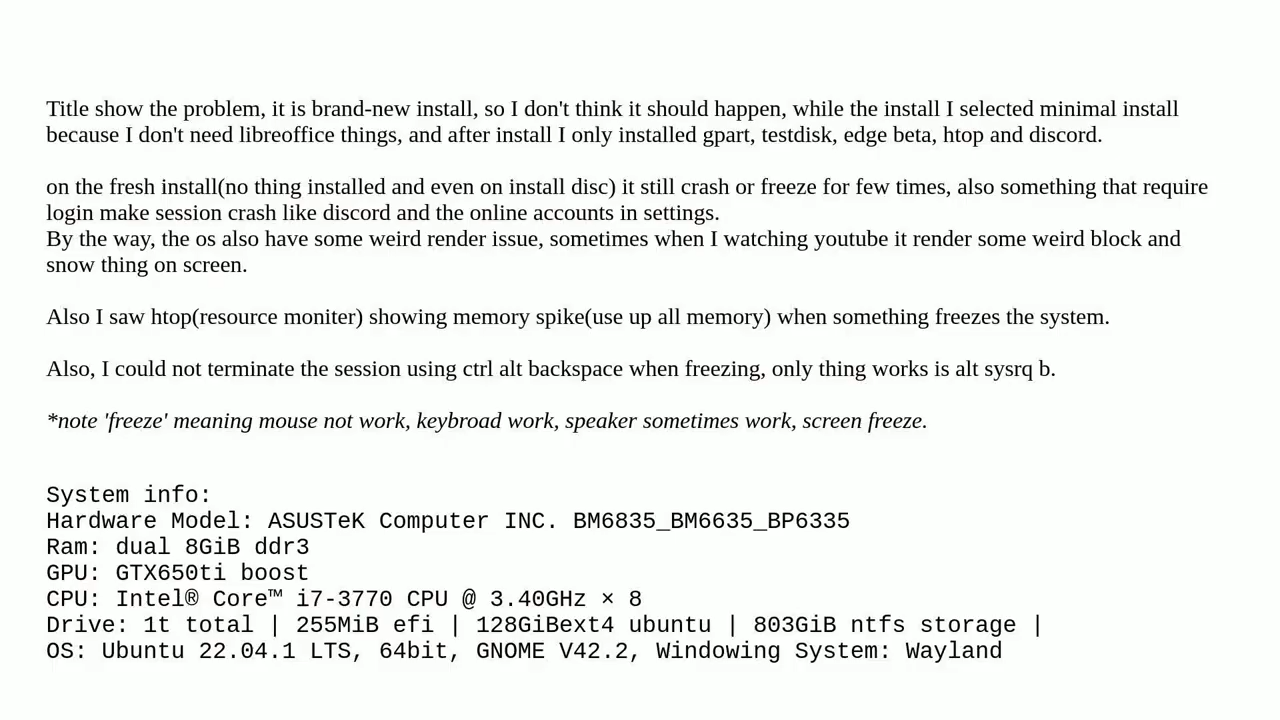 Title show the problem, it is brand-new install, so I don't think it should happen, while the install I selected minimal install
because I don't need libreoffice things, and after install I only installed gpart, testdisk, edge beta, htop and discord.
on the fresh install(no thing installed and even on install disc) it still crash or freeze for few times, also something that require
login make session crash like discord and the online accounts in settings.
By the way, the os also have some weird render issue, sometimes when I watching youtube it render some weird block and
snow thing on screen.
Also I saw htop(resource moniter) showing memory spike(use up all memory) when something freezes the system.
Also, I could not terminate the session using ctrl alt backspace when freezing, only thing works is alt sysrq b.
*note 'freeze' meaning mouse not work, keybroad work, speaker sometimes work, screen freeze.
System info:
Hardware Model: ASUSTeK Computer INC. BM6835_BM6635_BP6335
Ram: dual 8GiB ddr3
GPU: GTX650ti boost
CPU: Intel® Core™ i7-3770 CPU @ 3.40GHz × 8
Drive: 1t total | 255MiB efi | 128GiBext4 ubuntu | 803GiB ntfs storage |
OS: Ubuntu 22.04.1 LTS, 64bit, GNOME V42.2, Windowing System: Wayland